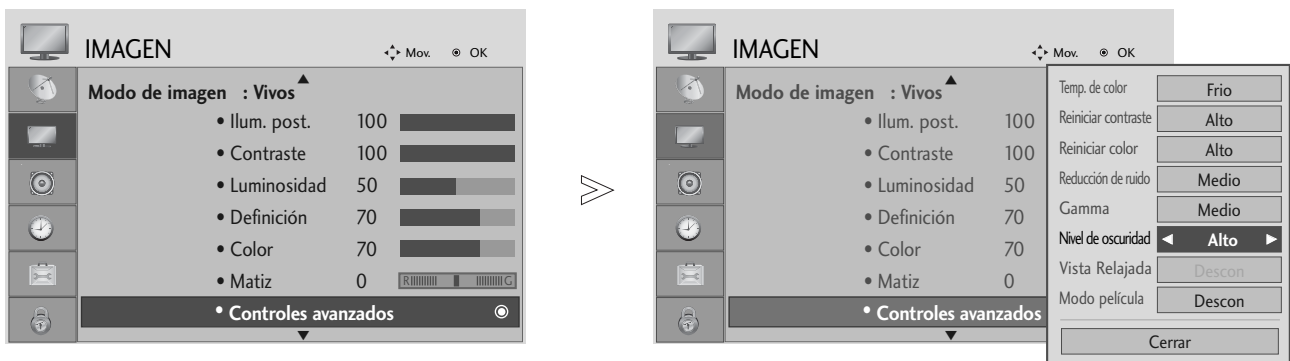 IMAGEN
Mov. OK
Modo de imagen : Vivos
• Ilum. post. 100
• Contraste 100
• Luminosidad 50
• Definición 70
• Color 70
• Matiz 0 R G
• Controles avanzados
IMAGEN
Mov. OK
Modo de imagen : Vivos
• Ilum. post. 100
• Contraste 100
• Luminosidad 50
• Definición 70
• Color 70
• Matiz 0
• Controles avanzados
Temp. de color Frio
Reiniciar contraste Alto
Reiniciar color Alto
Reducción de ruido Medio
Gamma Medio
Nivel de oscuridad ◄ Alto ►
Vista Relajada Descon
Modo película Descon
Cerrar